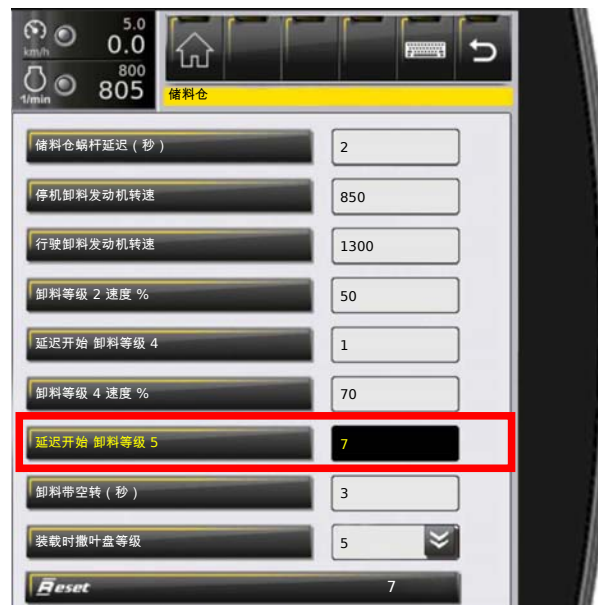 5.0
km/h 0.0
800
1/min 805
储料仓
储料仓蜗杆延迟（秒） 2
停机卸料发动机转速 850
行驶卸料发动机转速 1300
卸料等级 2 速度 % 50
延迟开始 卸料等级 4 1
卸料等级 4 速度 % 70
延迟开始 卸料等级 5 7
卸料带空转（秒） 3
装载时撒叶盘等级 5
Reset 7